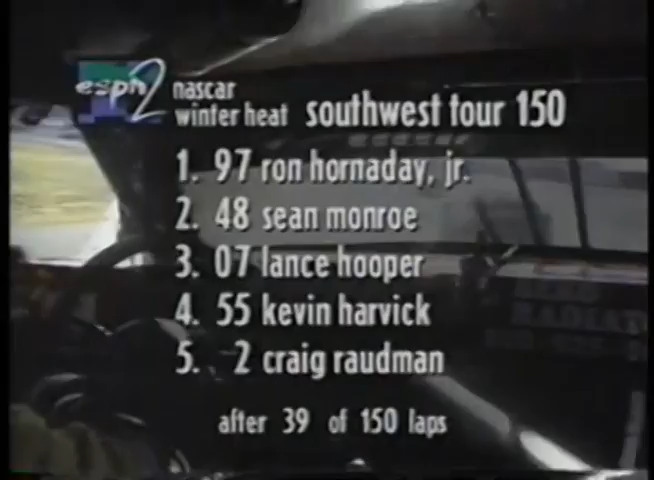 espn2
nascar
winter heat southwest tour 150
1. 97 ron hornaday, jr.
2. 48 sean monroe
3. 07 lance hooper
4. 55 kevin harvick
5. 2 craig raudman
after 39 of 150 laps